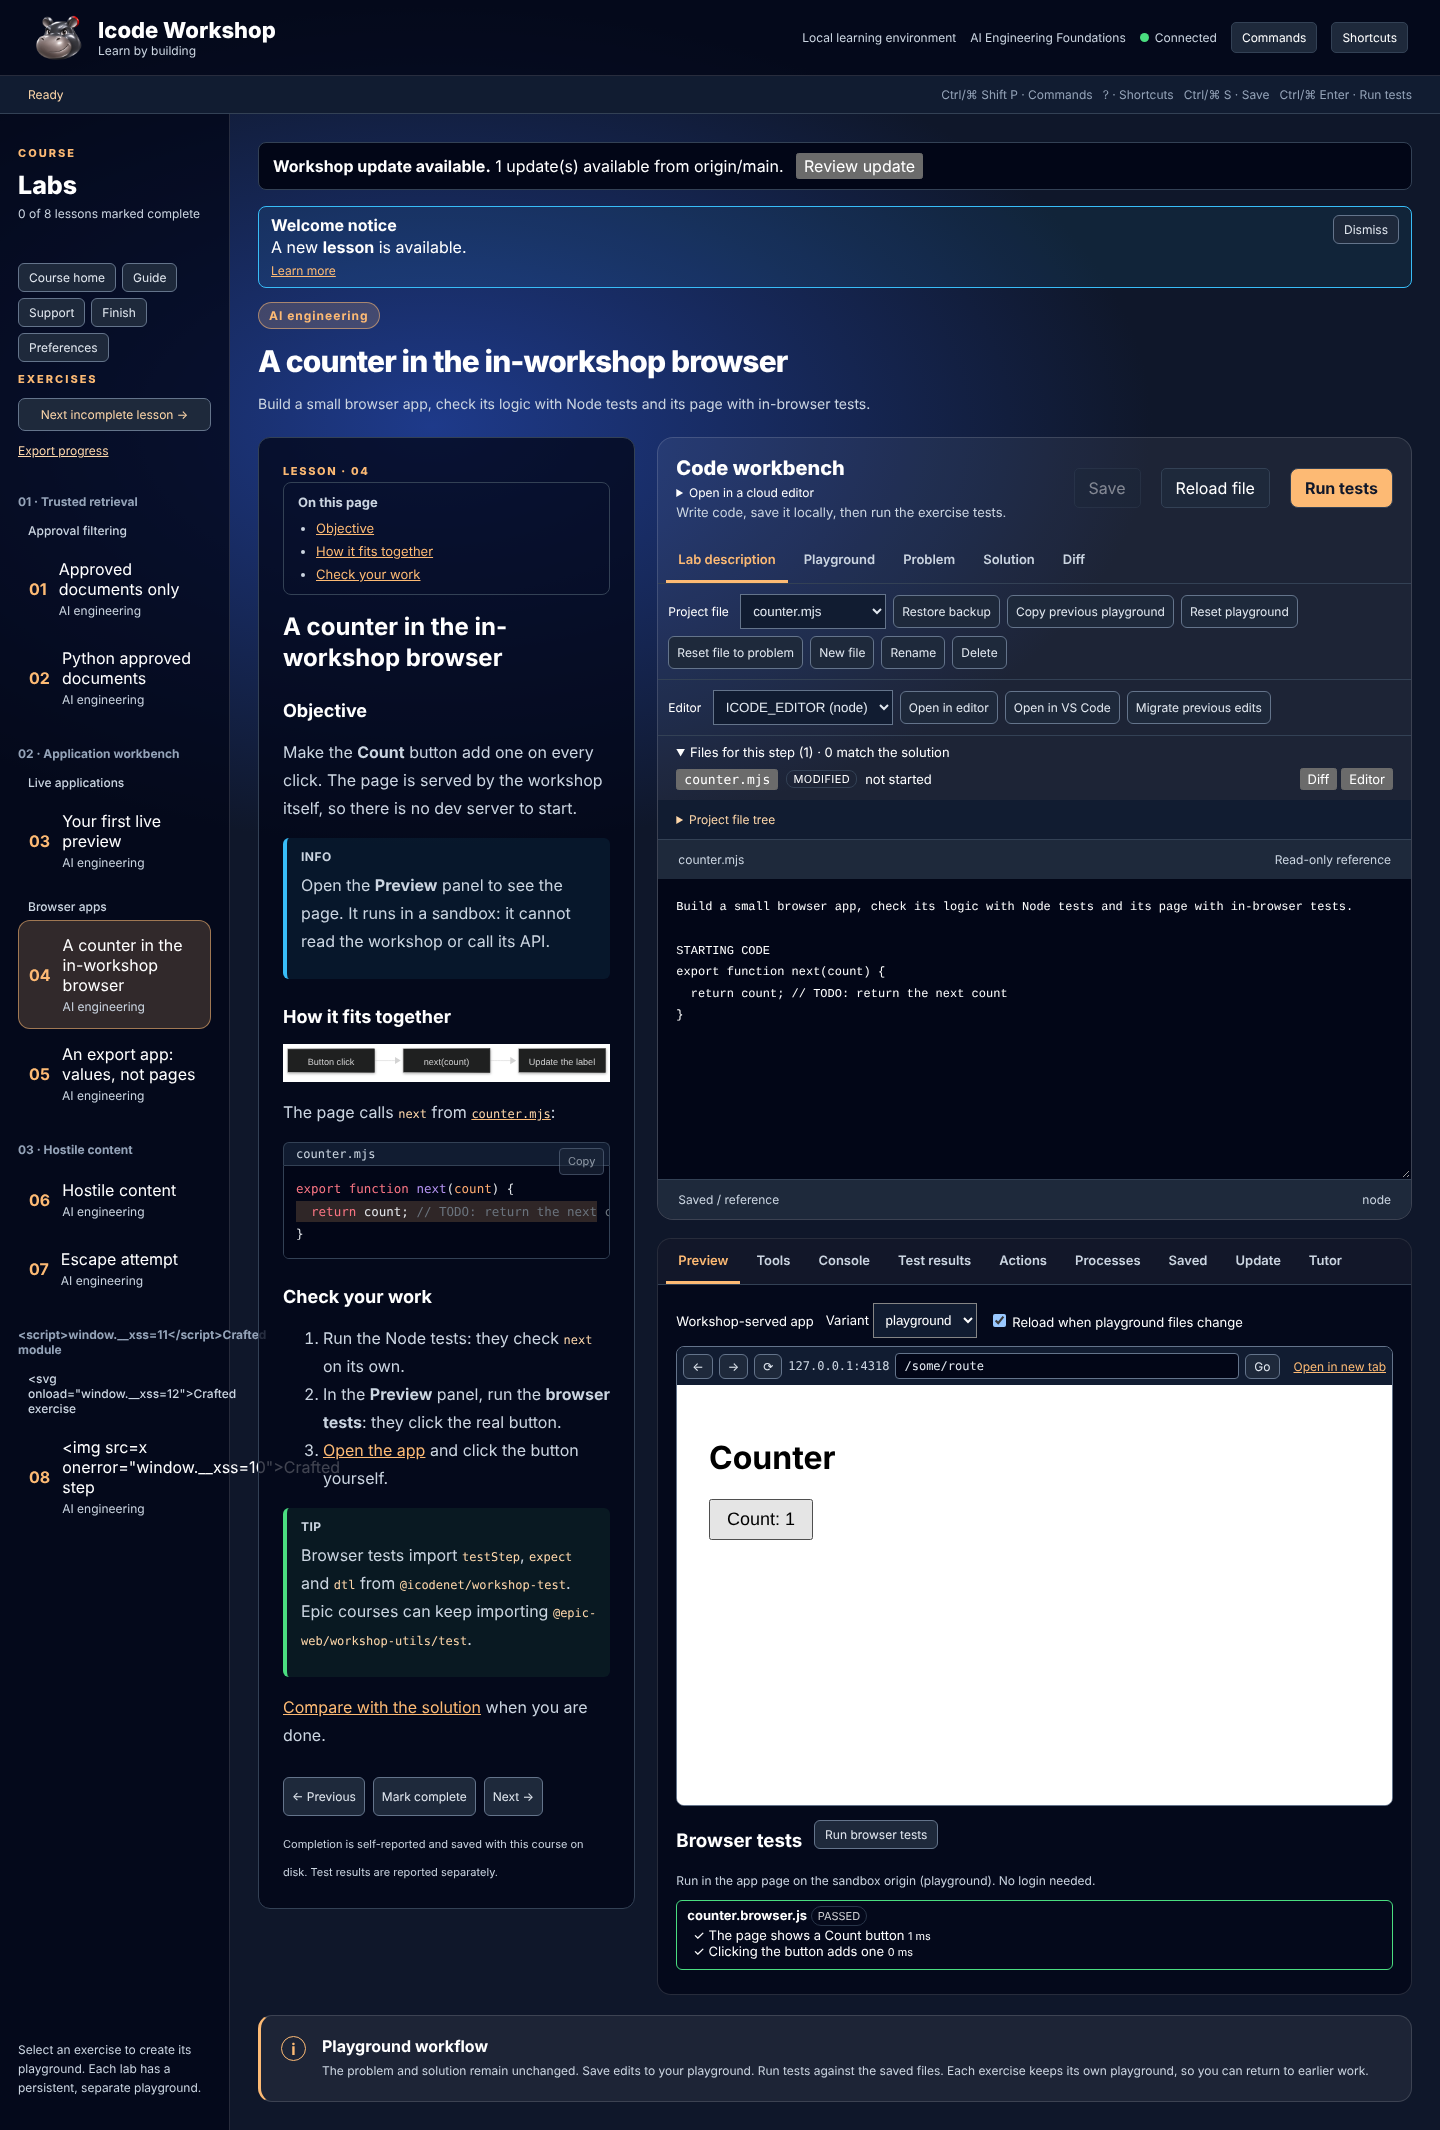 Icode Workshop
Learn by building
Local learning environment
AI Engineering Foundations
Connected
Commands
Shortcuts
Ready
Ctrl/⌘ Shift P · Commands
? · Shortcuts
Ctrl/⌘ S · Save
Ctrl/⌘ Enter · Run tests
COURSE
Labs
0 of 8 lessons marked complete
Course home
Guide
Support
Finish
Preferences
EXERCISES
Next incomplete lesson →
Export progress
01 · Trusted retrieval
Approval filtering
01
Approved
documents only
AI engineering
02
Python approved
documents
AI engineering
02 · Application workbench
Live applications
03
Your first live
preview
AI engineering
Browser apps
04
A counter in the
in-workshop
browser
AI engineering
05
An export app:
values, not pages
AI engineering
03 · Hostile content
06
Hostile content
AI engineering
07
Escape attempt
AI engineering
<script>window.__xss=11</script>Crafted
module
<svg
onload="window.__xss=12">Crafted
exercise
08
<img src=x
onerror="window.__xss=10">Crafted
step
AI engineering
Select an exercise to create its
playground. Each lab has a
persistent, separate playground.
Workshop update available. 1 update(s) available from origin/main.
Review update
Welcome notice
A new lesson is available.
Learn more
Dismiss
AI engineering
A counter in the in-workshop browser
Build a small browser app, check its logic with Node tests and its page with in-browser tests.
LESSON · 04
On this page
• Objective
• How it fits together
• Check your work
A counter in the in-
workshop browser
Objective
Make the Count button add one on every
click. The page is served by the workshop
itself, so there is no dev server to start.
INFO
Open the Preview panel to see the
page. It runs in a sandbox: it cannot
read the workshop or call its API.
How it fits together
Button click
next(count)
Update the label
The page calls next from counter.mjs:
counter.mjs
Copy
export function next(count) {
return count; // TODO: return the next c
}
Check your work
1. Run the Node tests: they check next
on its own.
2. In the Preview panel, run the browser
tests: they click the real button.
3. Open the app and click the button
yourself.
TIP
Browser tests import testStep, expect
and dtl from @icodenet/workshop-test.
Epic courses can keep importing @epic-
web/workshop-utils/test.
Compare with the solution when you are
done.
← Previous
Mark complete
Next →
Completion is self-reported and saved with this course on
disk. Test results are reported separately.
Code workbench
▶ Open in a cloud editor
Write code, save it locally, then run the exercise tests.
Save
Reload file
Run tests
Lab description
Playground
Problem
Solution
Diff
Project file
counter.mjs
Restore backup
Copy previous playground
Reset playground
Reset file to problem
New file
Rename
Delete
Editor
ICODE_EDITOR (node)
Open in editor
Open in VS Code
Migrate previous edits
▼ Files for this step (1) · 0 match the solution
counter.mjs
MODIFIED
not started
Diff
Editor
▶ Project file tree
counter.mjs
Read-only reference
Build a small browser app, check its logic with Node tests and its page with in-browser tests.
STARTING CODE
export function next(count) {
return count; // TODO: return the next count
}
Saved / reference
node
Preview
Tools
Console
Test results
Actions
Processes
Saved
Update
Tutor
Workshop-served app
Variant
playground
Reload when playground files change
←
→
⟳
127.0.0.1:4318
/some/route
Go
Open in new tab
Counter
Count: 1
Browser tests
Run browser tests
Run in the app page on the sandbox origin (playground). No login needed.
counter.browser.js
PASSED
✓ The page shows a Count button 1 ms
✓ Clicking the button adds one 0 ms
i
Playground workflow
The problem and solution remain unchanged. Save edits to your playground. Run tests against the saved files. Each exercise keeps its own playground, so you can return to earlier work.